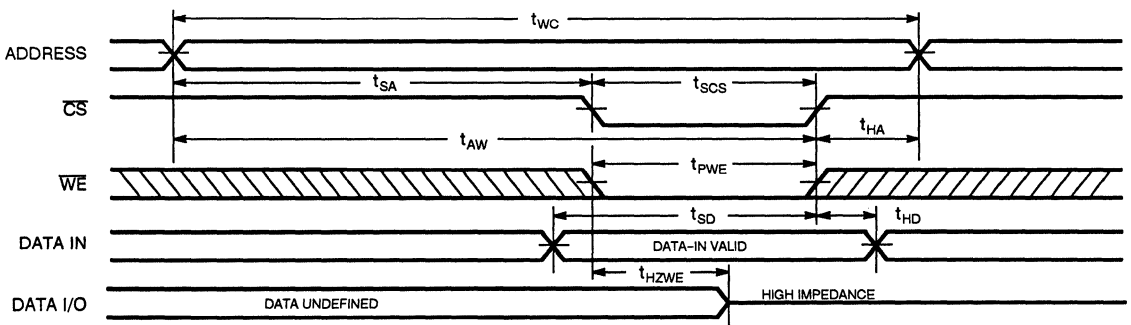 tWC
ADDRESS
tSA
tSCS
CS
tAW
tHA
tPWE
WE
tSD
tHD
DATA IN
DATA-IN VALID
tHZWE
DATA I/O
DATA UNDEFINED
HIGH IMPEDANCE